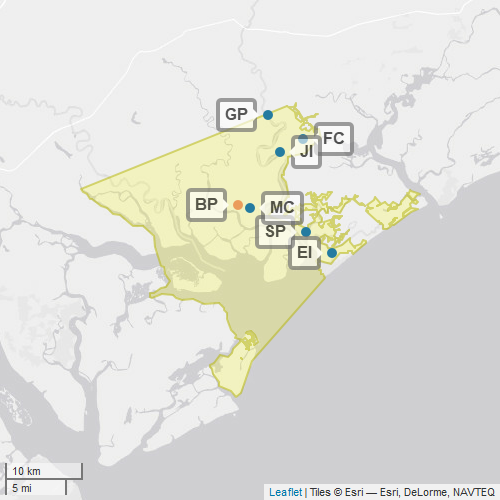 GP
FC
JI
BP
MC
SP
EI
10 km
5 mi
Leaflet | Tiles © Esri — Esri, DeLorme, NAVTEQ